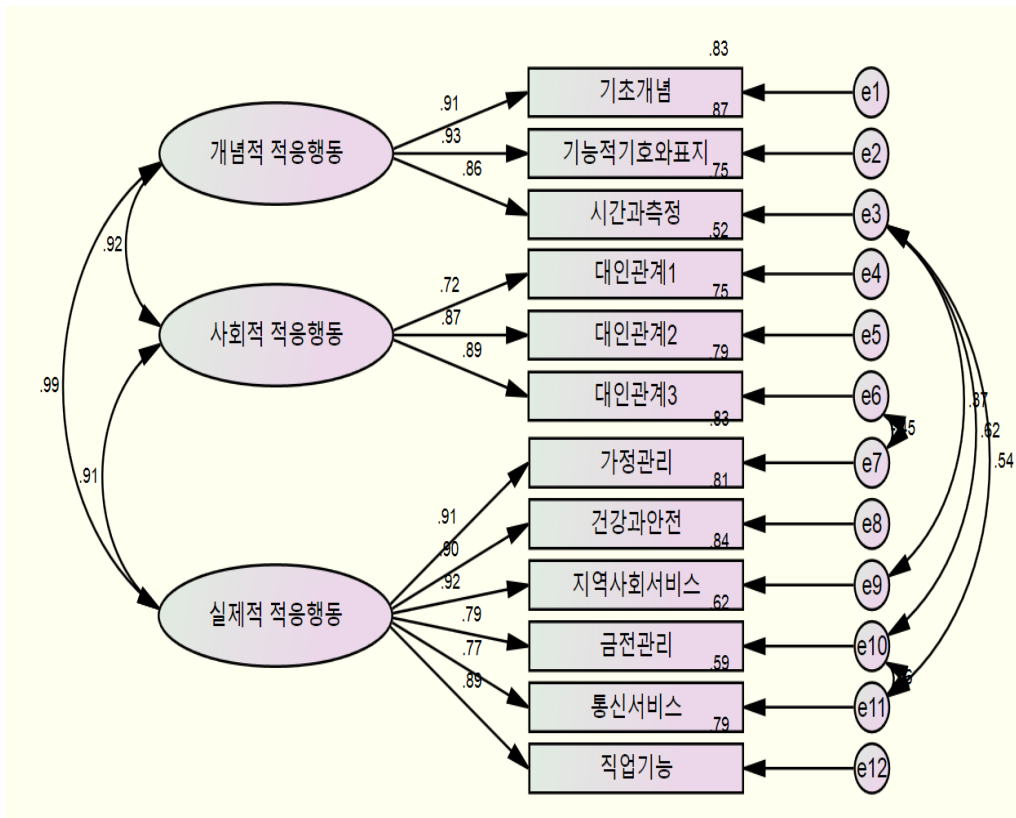 .83
기초개념
e1
.91
.87
개념적 적응행동
.93
기능적기호와표지
e2
.86
.75
시간과측정
e3
.92
.52
.72
대인관계1
e4
.75
사회적 적응행동
.87
대인관계2
e5
.89
.79
.99
대인관계3
e6
.37
.83
.62
.54
.91
가정관리
e7
.81
.91
건강과안전
e8
.90
.84
.92
지역사회서비스
e9
.62
실제적 적응행동
.79
금전관리
e10
.77
.59
.89
통신서비스
e11
.79
직업기능
e12